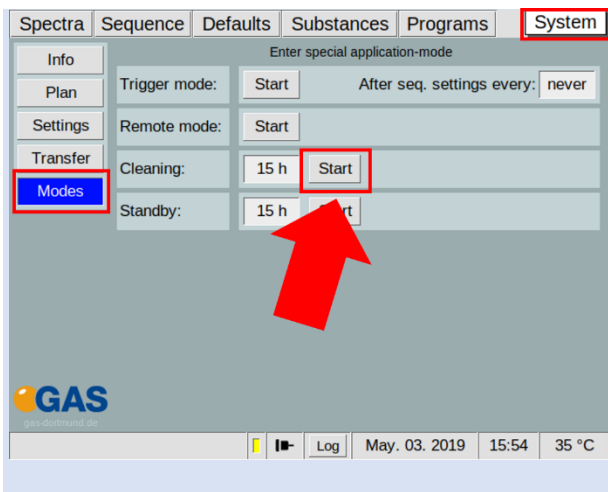 Spectra Sequence Defaults Substances Programs System
Info
Plan
Settings
Transfer
Modes
Enter special application-mode
Trigger mode: Start After seq. settings every: never
Remote mode: Start
Cleaning: 15 h Start
Standby: 15 h
GAS
gas-dortmund.de
Log May. 03. 2019 15:54 35 °C